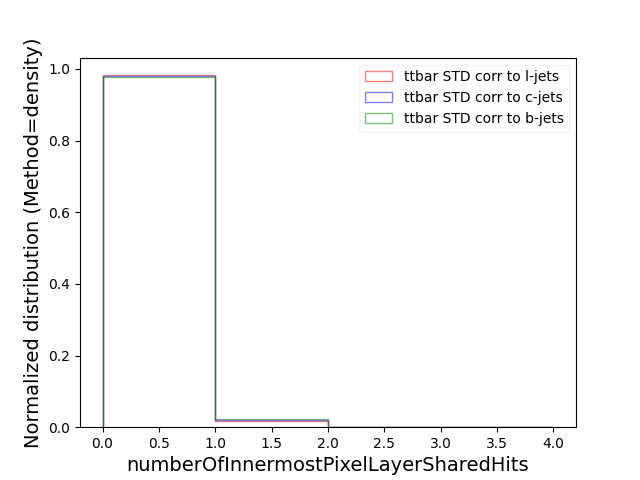 Normalized distribution (Method=density)
1.0
0.8
0.6
0.4
0.2
0.0
ttbar STD corr to l-jets
ttbar STD corr to c-jets
ttbar STD corr to b-jets
0.0 0.5 1.0 1.5 2.0 2.5 3.0 3.5 4.0
numberOfInnermostPixelLayerSharedHits